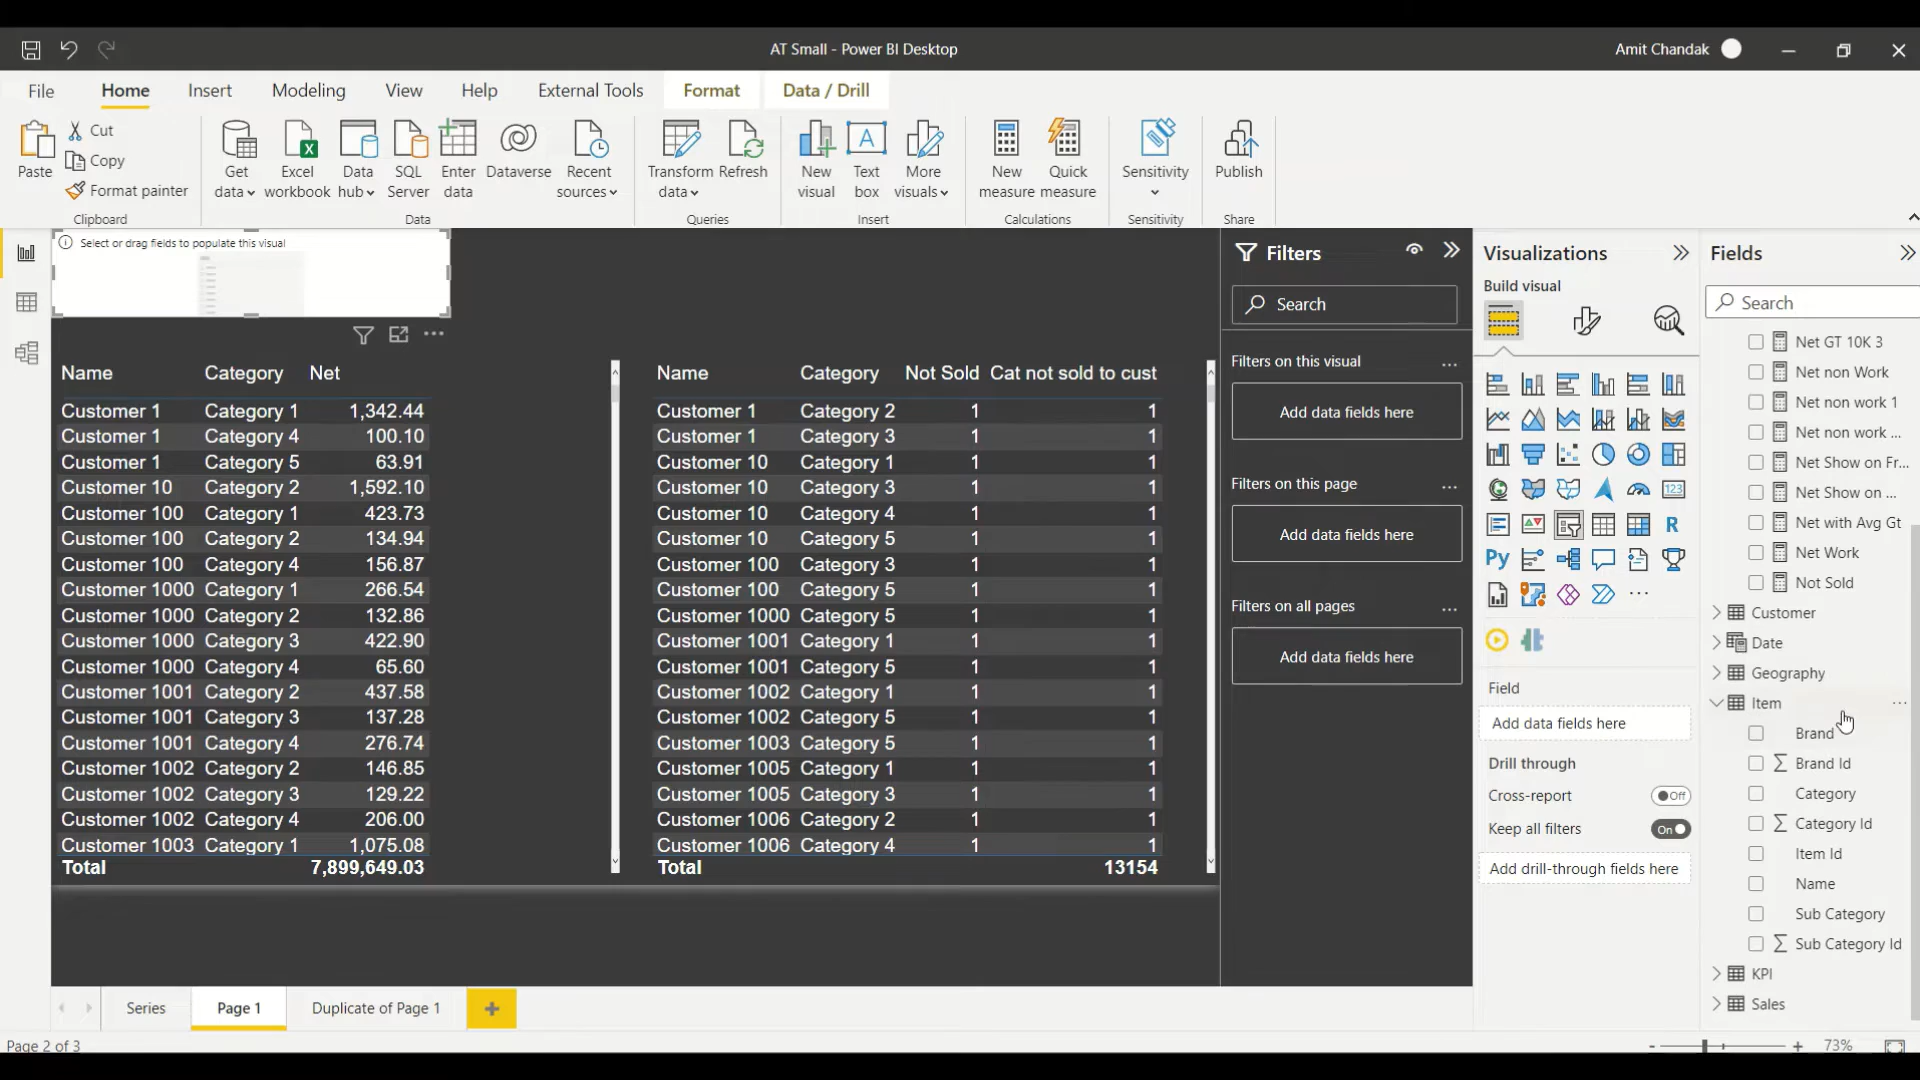 AT Small - Power BI Desktop
Amit Chandak
File Home Insert Modeling View Help External Tools Format Data / Drill
Paste
Cut
Copy
Format painter
Clipboard
Get data
Excel workbook
Data hub
SQL Server
Enter data
Dataverse
Recent sources
Data
Transform data
Refresh
Queries
New visual
Text box
More visuals
Insert
New measure
Quick measure
Calculations
Sensitivity
Sensitivity
Publish
Share
Select or drag fields to populate this visual
Name Category Net
Customer 1 Category 1 1,342.44
Customer 1 Category 4 100.10
Customer 1 Category 5 63.91
Customer 10 Category 2 1,592.10
Customer 100 Category 1 423.73
Customer 100 Category 2 134.94
Customer 100 Category 4 156.87
Customer 1000 Category 1 266.54
Customer 1000 Category 2 132.86
Customer 1000 Category 3 422.90
Customer 1000 Category 4 65.60
Customer 1001 Category 2 437.58
Customer 1001 Category 3 137.28
Customer 1001 Category 4 276.74
Customer 1002 Category 2 146.85
Customer 1002 Category 3 129.22
Customer 1002 Category 4 206.00
Customer 1003 Category 1 1,075.08
Total 7,899,649.03
Name Category Not Sold Cat not sold to cust
Customer 1 Category 2 1 1
Customer 1 Category 3 1 1
Customer 10 Category 1 1 1
Customer 10 Category 3 1 1
Customer 10 Category 4 1 1
Customer 10 Category 5 1 1
Customer 100 Category 3 1 1
Customer 100 Category 5 1 1
Customer 1000 Category 5 1 1
Customer 1001 Category 1 1 1
Customer 1001 Category 5 1 1
Customer 1002 Category 1 1 1
Customer 1002 Category 5 1 1
Customer 1003 Category 5 1 1
Customer 1005 Category 1 1 1
Customer 1005 Category 3 1 1
Customer 1006 Category 2 1 1
Customer 1006 Category 4 1 1
Total 13154
Filters
Search
Filters on this visual ...
Add data fields here
Filters on this page ...
Add data fields here
Filters on all pages ...
Add data fields here
Visualizations
Build visual
123
R
Py
...
Field
Add data fields here
Drill through
Cross-report Off
Keep all filters On
Add drill-through fields here
Fields
Search
Net GT 10K 3
Net non Work
Net non work 1
Net non work ...
Net Show on Fr...
Net Show on ...
Net with Avg Gt
Net Work
Not Sold
Customer
Date
Geography
Item ...
Brand
Brand Id
Category
Category Id
Item Id
Name
Sub Category
Sub Category Id
KPI
Sales
Series Page 1 Duplicate of Page 1 +
Page 2 of 3
- + 73%